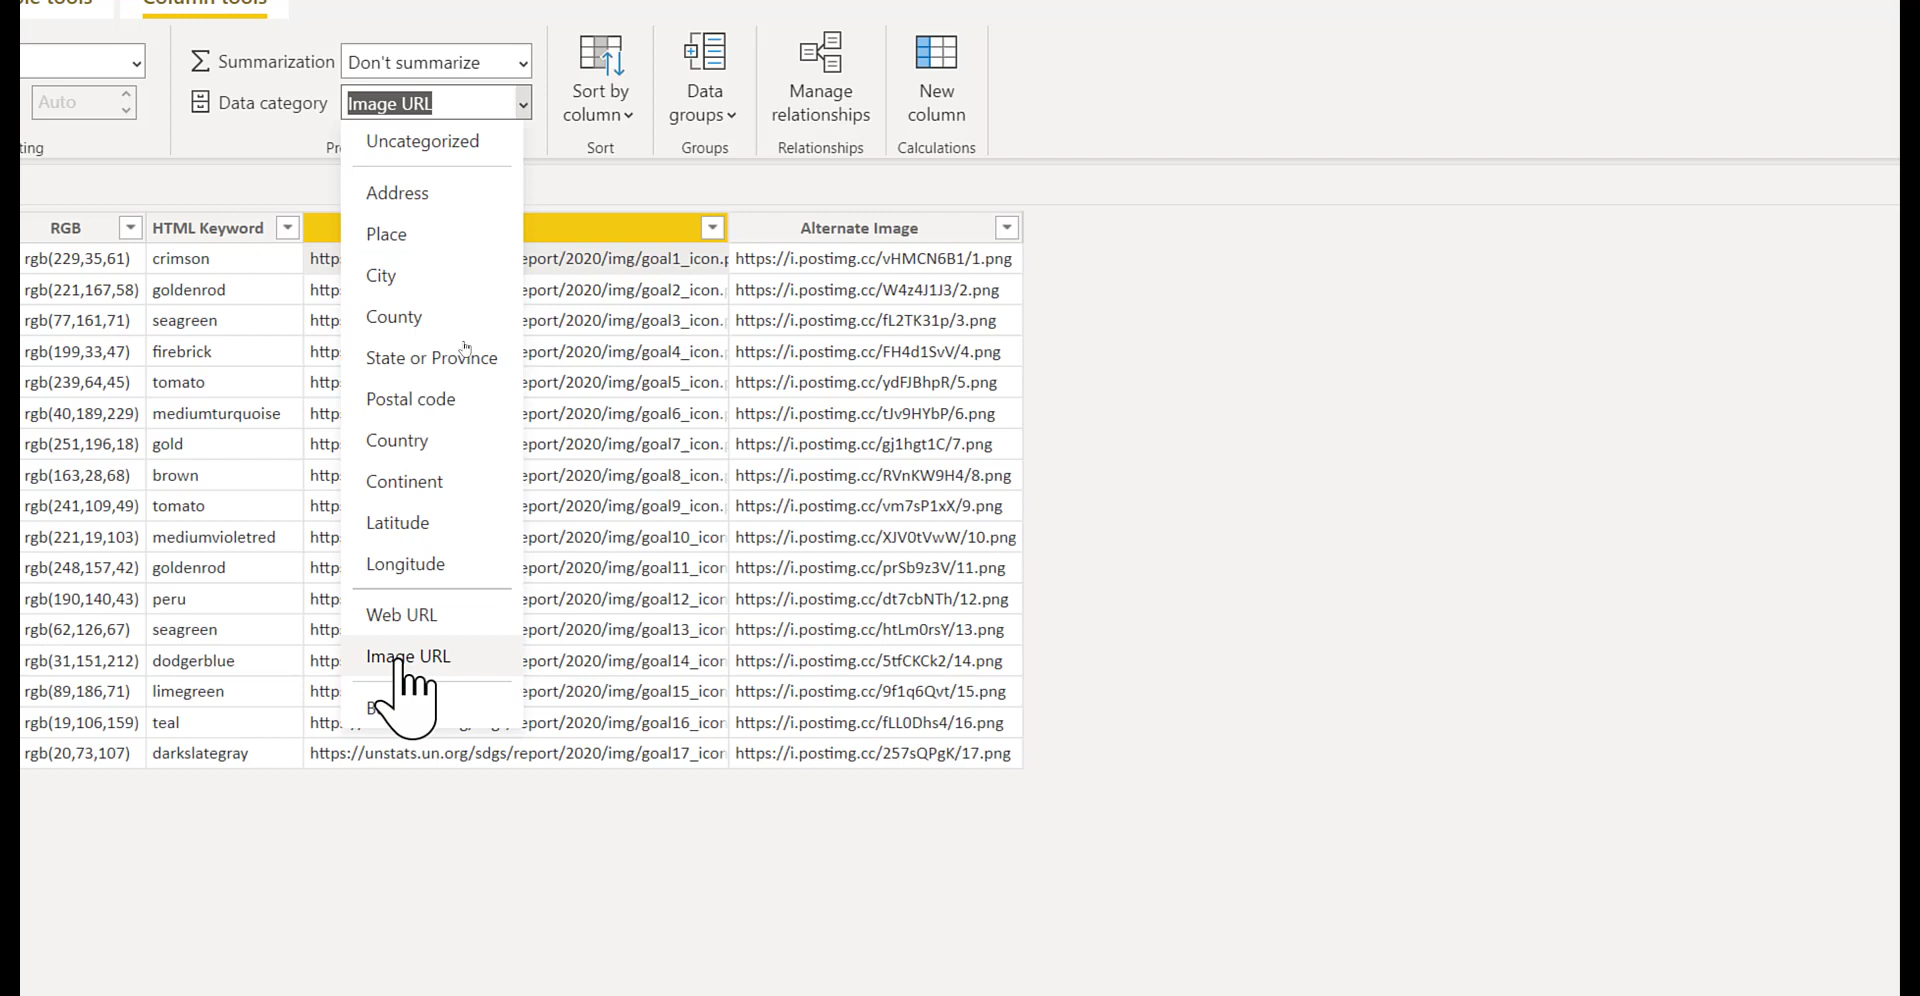 Column tools
Summarization Don't summarize
Auto Data category Image URL
Sort by column
Data groups
Manage relationships
New column
Sort
Groups
Relationships
Calculations
Uncategorized
Address
Place
City
County
State or Province
Postal code
Country
Continent
Latitude
Longitude
Web URL
Image URL
RGB HTML Keyword Alternate Image
rgb(229,35,61) crimson http eport/2020/img/goal1_icon.p https://i.postimg.cc/vHMCN6B1/1.png
rgb(221,167,58) goldenrod http eport/2020/img/goal2_icon. https://i.postimg.cc/W4z4J1J3/2.png
rgb(77,161,71) seagreen http eport/2020/img/goal3_icon. https://i.postimg.cc/fL2TK31p/3.png
rgb(199,33,47) firebrick http eport/2020/img/goal4_icon. https://i.postimg.cc/FH4d1SvV/4.png
rgb(239,64,45) tomato http eport/2020/img/goal5_icon. https://i.postimg.cc/ydFJBhpR/5.png
rgb(40,189,229) mediumturquoise http eport/2020/img/goal6_icon. https://i.postimg.cc/tJv9HYbP/6.png
rgb(251,196,18) gold http eport/2020/img/goal7_icon. https://i.postimg.cc/gj1hgt1C/7.png
rgb(163,28,68) brown http eport/2020/img/goal8_icon. https://i.postimg.cc/RVnKW9H4/8.png
rgb(241,109,49) tomato http eport/2020/img/goal9_icon. https://i.postimg.cc/vm7sP1xX/9.png
rgb(221,19,103) mediumvioletred http eport/2020/img/goal10_icon https://i.postimg.cc/XJV0tVwW/10.png
rgb(248,157,42) goldenrod http eport/2020/img/goal11_icon https://i.postimg.cc/prSb9z3V/11.png
rgb(190,140,43) peru http eport/2020/img/goal12_icon https://i.postimg.cc/dt7cbNTh/12.png
rgb(62,126,67) seagreen http eport/2020/img/goal13_icon https://i.postimg.cc/htLm0rsY/13.png
rgb(31,151,212) dodgerblue http eport/2020/img/goal14_icon https://i.postimg.cc/5tfCKCk2/14.png
rgb(89,186,71) limegreen http eport/2020/img/goal15_icon https://i.postimg.cc/9f1q6Qvt/15.png
rgb(19,106,159) teal http eport/2020/img/goal16_icon https://i.postimg.cc/fLL0Dhs4/16.png
rgb(20,73,107) darkslategray https://unstats.un.org/sdgs/report/2020/img/goal17_icon https://i.postimg.cc/257sQPgK/17.png